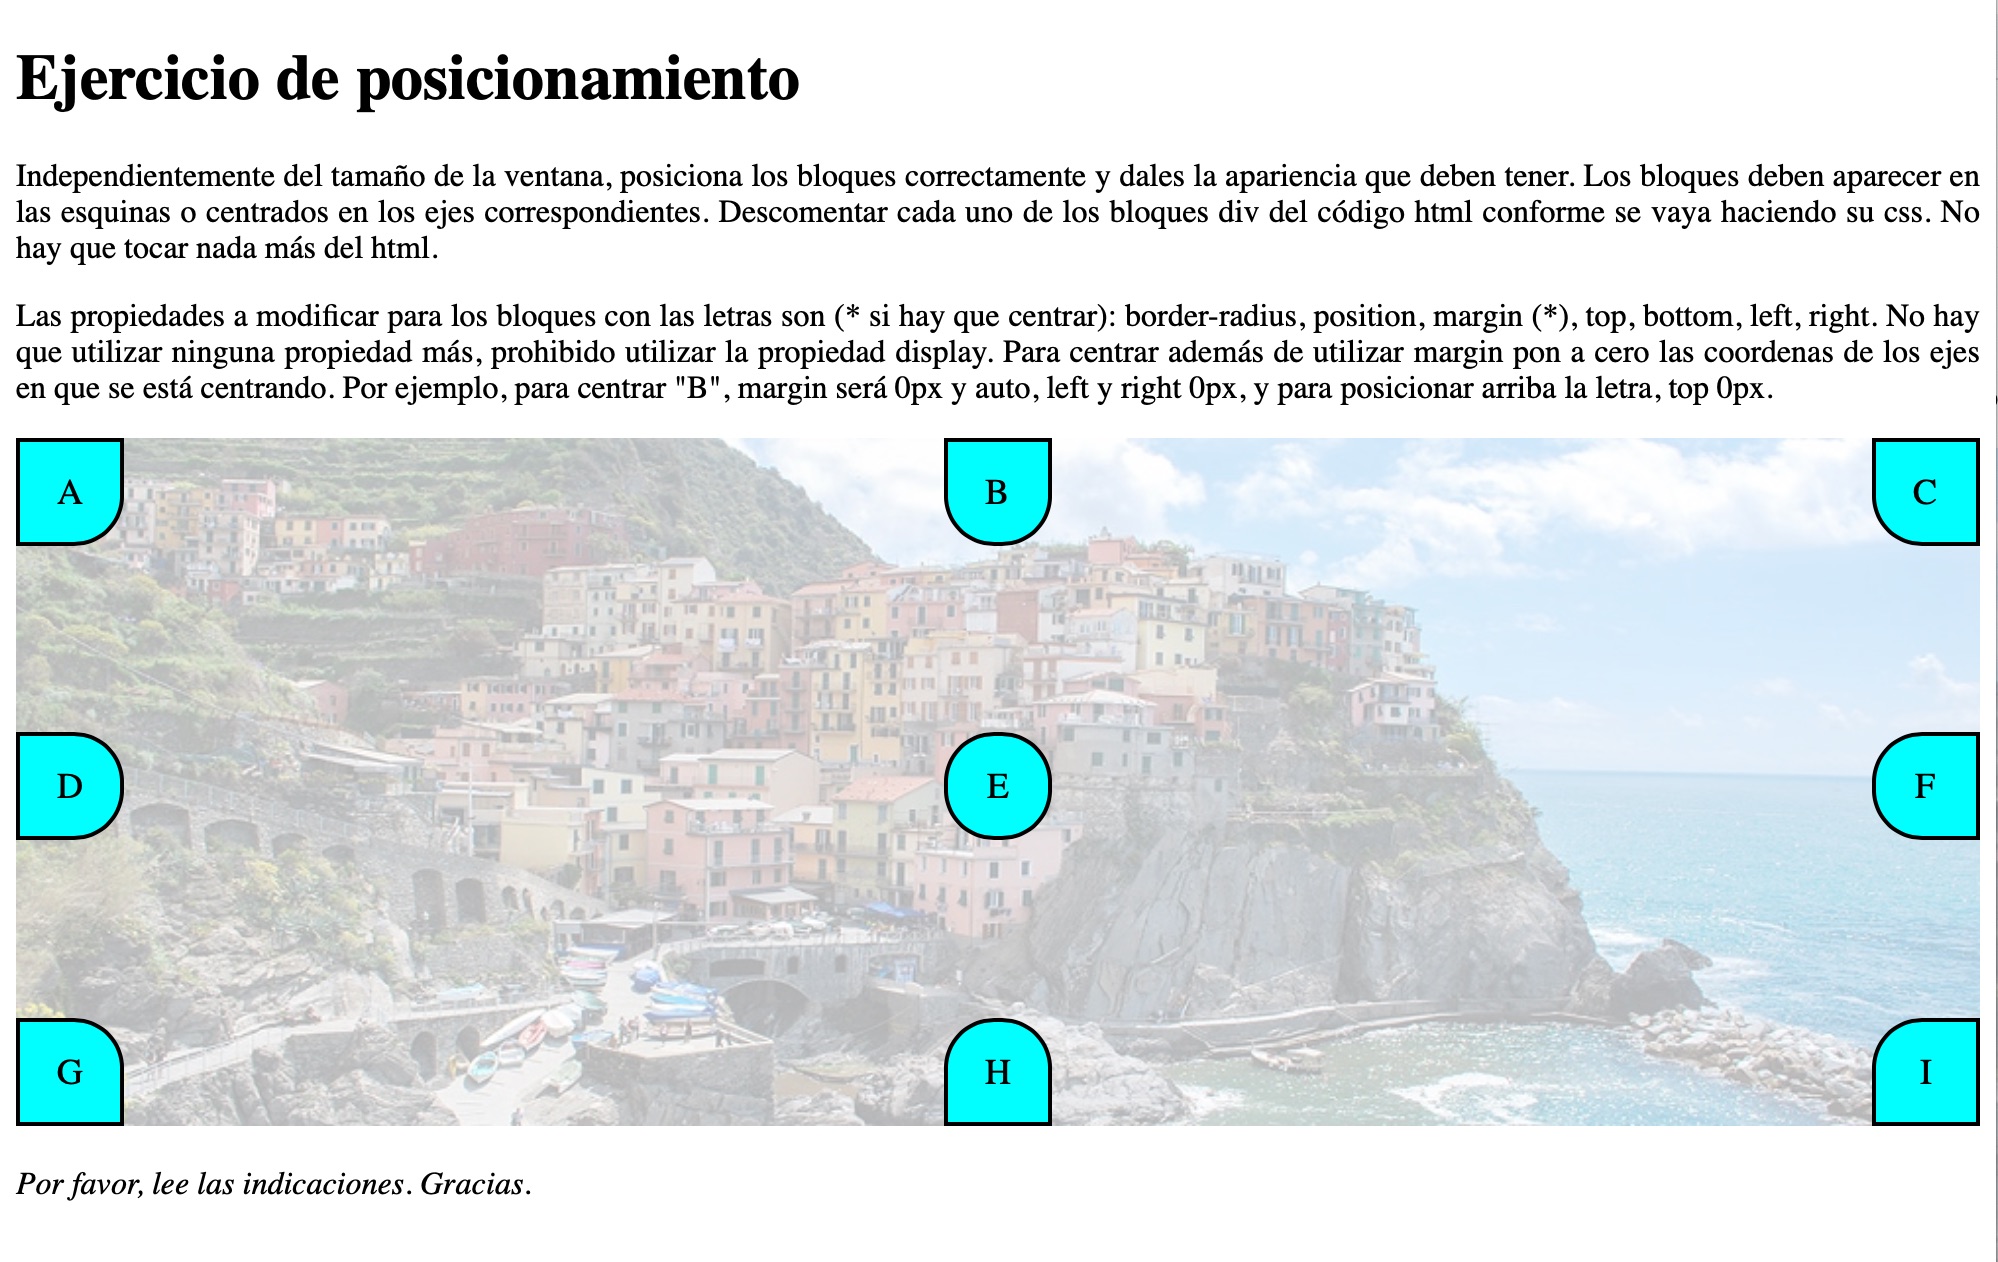 Ejercicio de posicionamiento
Independientemente del tamaño de la ventana, posiciona los bloques correctamente y dales la apariencia que deben tener. Los bloques deben aparecer en
las esquinas o centrados en los ejes correspondientes. Descomentar cada uno de los bloques div del código html conforme se vaya haciendo su css. No
hay que tocar nada más del html.
Las propiedades a modificar para los bloques con las letras son (* si hay que centrar): border-radius, position, margin (*), top, bottom, left, right. No hay
que utilizar ninguna propiedad más, prohibido utilizar la propiedad display. Para centrar además de utilizar margin pon a cero las coordenas de los ejes
en que se está centrando. Por ejemplo, para centrar "B", margin será 0px y auto, left y right 0px, y para posicionar arriba la letra, top 0px.
A B C
D E F
G H I
Por favor, lee las indicaciones. Gracias.